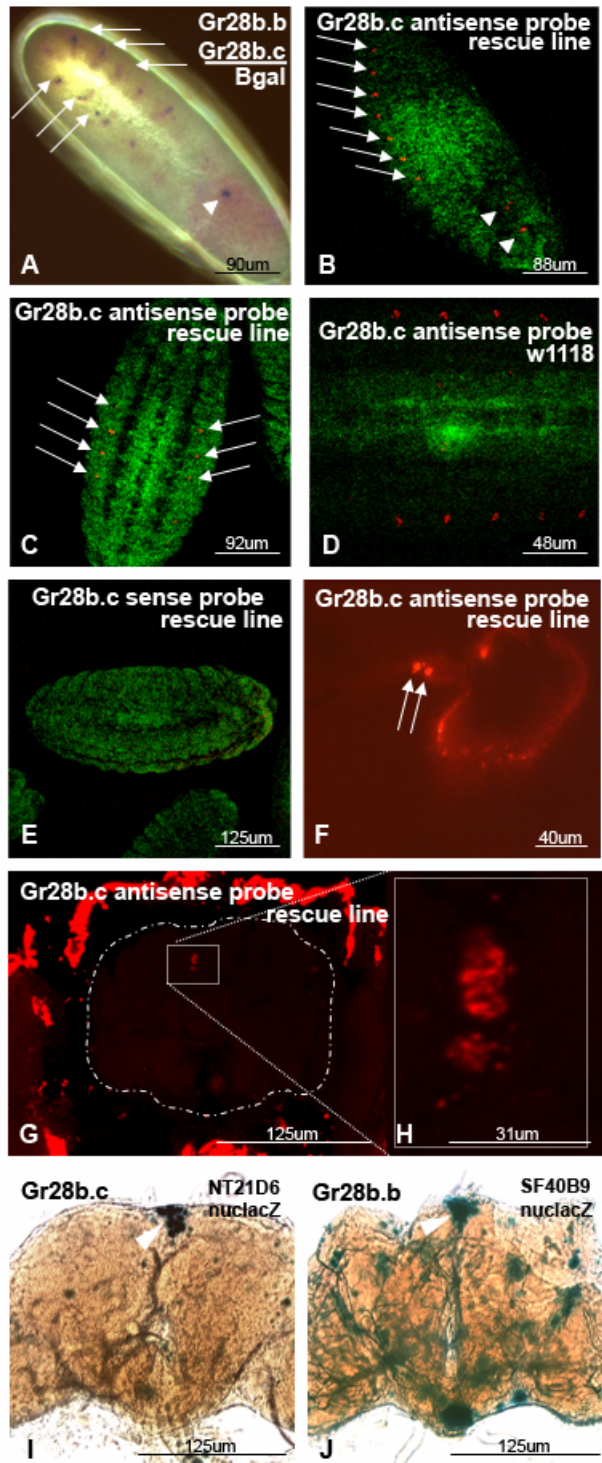 Gr28b.b
Gr28b.c
Bgal
A
90um
Gr28b.c antisense probe
rescue line
B
88um
Gr28b.c antisense probe
rescue line
C
92um
Gr28b.c antisense probe
w1118
D
48um
Gr28b.c sense probe
rescue line
E
125um
Gr28b.c antisense probe
rescue line
F
40um
Gr28b.c antisense probe
rescue line
G
125um
H
31um
Gr28b.c
NT21D6
nuclacZ
I
125um
Gr28b.b
SF40B9
nuclacZ
J
125um